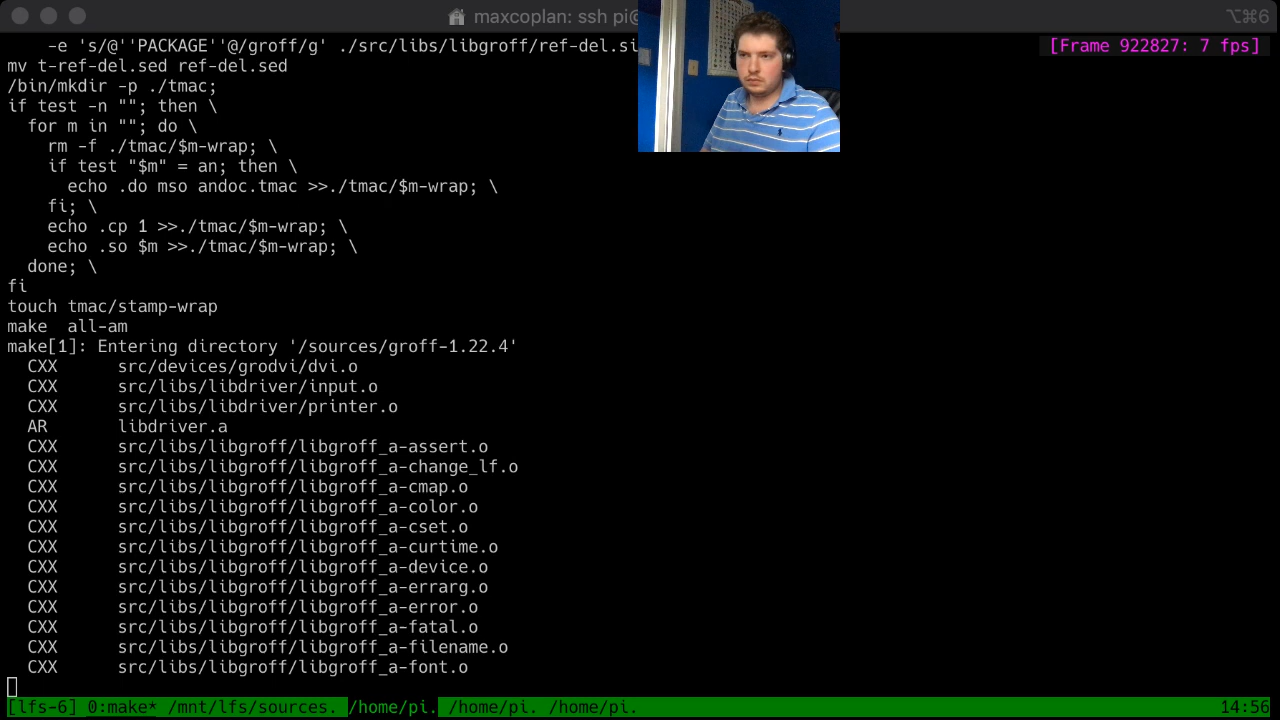 maxcoplan: ssh pi@
⌥⌘6
-e 's/@''PACKAGE''@/groff/g' ./src/libs/libgroff/ref-del.si
[Frame 922827: 7 fps]
mv t-ref-del.sed ref-del.sed
/bin/mkdir -p ./tmac;
if test -n ""; then \
for m in ""; do \
rm -f ./tmac/$m-wrap; \
if test "$m" = an; then \
echo .do mso andoc.tmac >>./tmac/$m-wrap; \
fi; \
echo .cp 1 >>./tmac/$m-wrap; \
echo .so $m >>./tmac/$m-wrap; \
done; \
fi
touch tmac/stamp-wrap
make  all-am
make[1]: Entering directory '/sources/groff-1.22.4'
CXX      src/devices/grodvi/dvi.o
CXX      src/libs/libdriver/input.o
CXX      src/libs/libdriver/printer.o
AR       libdriver.a
CXX      src/libs/libgroff/libgroff_a-assert.o
CXX      src/libs/libgroff/libgroff_a-change_lf.o
CXX      src/libs/libgroff/libgroff_a-cmap.o
CXX      src/libs/libgroff/libgroff_a-color.o
CXX      src/libs/libgroff/libgroff_a-cset.o
CXX      src/libs/libgroff/libgroff_a-curtime.o
CXX      src/libs/libgroff/libgroff_a-device.o
CXX      src/libs/libgroff/libgroff_a-errarg.o
CXX      src/libs/libgroff/libgroff_a-error.o
CXX      src/libs/libgroff/libgroff_a-fatal.o
CXX      src/libs/libgroff/libgroff_a-filename.o
CXX      src/libs/libgroff/libgroff_a-font.o
[lfs-6] 0:make* /mnt/lfs/sources. /home/pi. /home/pi. /home/pi. 14:56